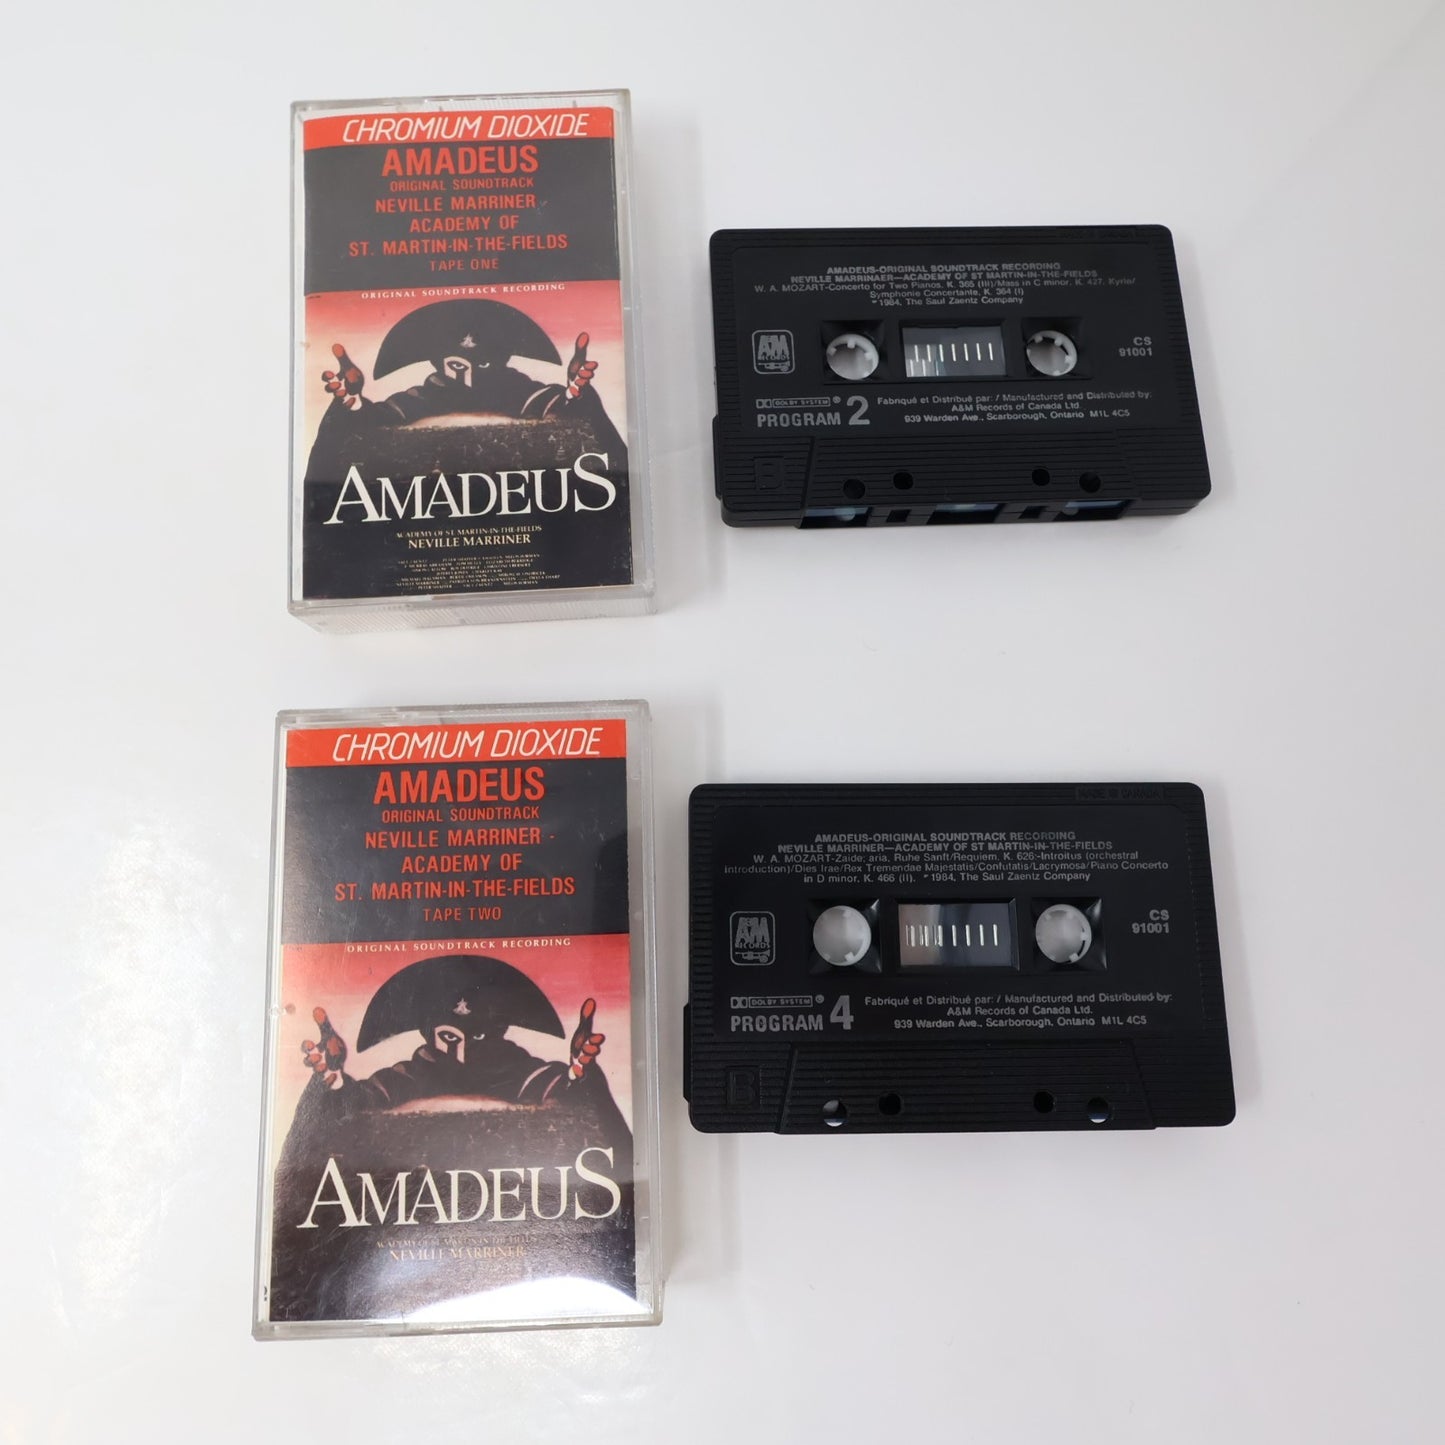 CHROMIUM DIOXIDE
AMADEUS
ORIGINAL SOUNDTRACK
NEVILLE MARRINER
ACADEMY OF
ST. MARTIN-IN-THE-FIELDS
TAPE ONE
ORIGINAL SOUNDTRACK RECORDING
AMADEUS
ACADEMY OF ST. MARTIN-IN-THE-FIELDS
NEVILLE MARRINER
AMADEUS-ORIGINAL SOUNDTRACK RECORDING
NEVILLE MARRINAER—ACADEMY OF ST MARTIN-IN-THE-FIELDS
W. A. MOZART-Concerto for Two Pianos, K. 365 (III)/Mass in C minor, K. 427, Kyrie/
Symphonie Concertante, K. 364 (I)
℗1984, The Saul Zaentz Company
A&M
RECORDS
CS
91001
DOLBY SYSTEM ®
PROGRAM 2
Fabriqué et Distribué par: / Manufactured and Distributed by:
A&M Records of Canada Ltd
939 Warden Ave., Scarborough, Ontario M1L 4C5
B
CHROMIUM DIOXIDE
AMADEUS
ORIGINAL SOUNDTRACK
NEVILLE MARRINER -
ACADEMY OF
ST. MARTIN-IN-THE-FIELDS
TAPE TWO
ORIGINAL SOUNDTRACK RECORDING
AMADEUS
ACADEMY OF ST. MARTIN-IN-THE-FIELDS
NEVILLE MARRINER
MADE IN CANADA
AMADEUS-ORIGINAL SOUNDTRACK RECORDING
NEVILLE MARRINER—ACADEMY OF ST MARTIN-IN-THE-FIELDS
W. A. MOZART-Zaide; aria, Ruhe Sanft/Requiem, K. 626:-Introitus (orchestral
introduction)/Dies Irae/Rex Tremendae Majestatis/Confutatis/Lacrymosa/Piano Concerto
in D minor, K. 466 (II). ℗1984, The Saul Zaentz Company
A&M
RECORDS
CS
91001
DOLBY SYSTEM ®
PROGRAM 4
Fabriqué et Distribué par: / Manufactured and Distributed by:
A&M Records of Canada Ltd.
939 Warden Ave., Scarborough, Ontario M1L 4C5
B